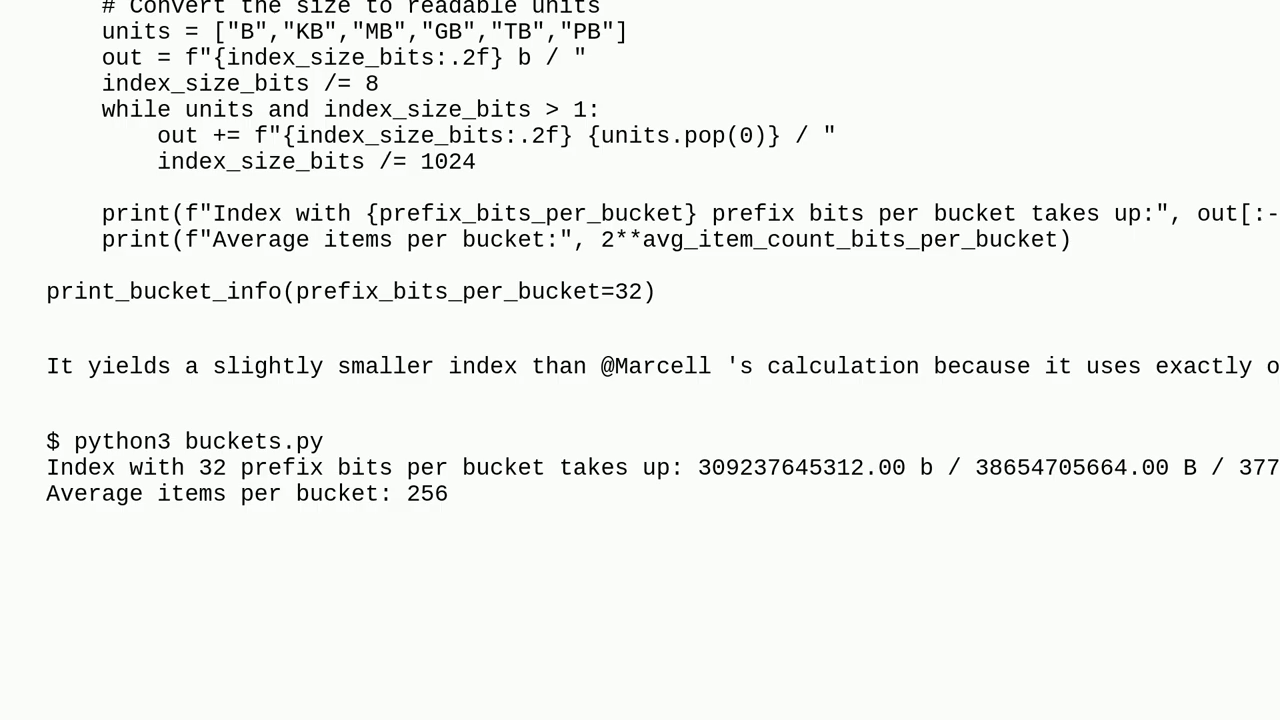 # Convert the size to readable units
units = ["B","KB","MB","GB","TB","PB"]
out = f"{index_size_bits:.2f} b / "
index_size_bits /= 8
while units and index_size_bits > 1:
out += f"{index_size_bits:.2f} {units.pop(0)} / "
index_size_bits /= 1024
print(f"Index with {prefix_bits_per_bucket} prefix bits per bucket takes up:", out[:-
print(f"Average items per bucket:", 2**avg_item_count_bits_per_bucket)
print_bucket_info(prefix_bits_per_bucket=32)
It yields a slightly smaller index than @Marcell 's calculation because it uses exactly o
$ python3 buckets.py
Index with 32 prefix bits per bucket takes up: 309237645312.00 b / 38654705664.00 B / 377
Average items per bucket: 256